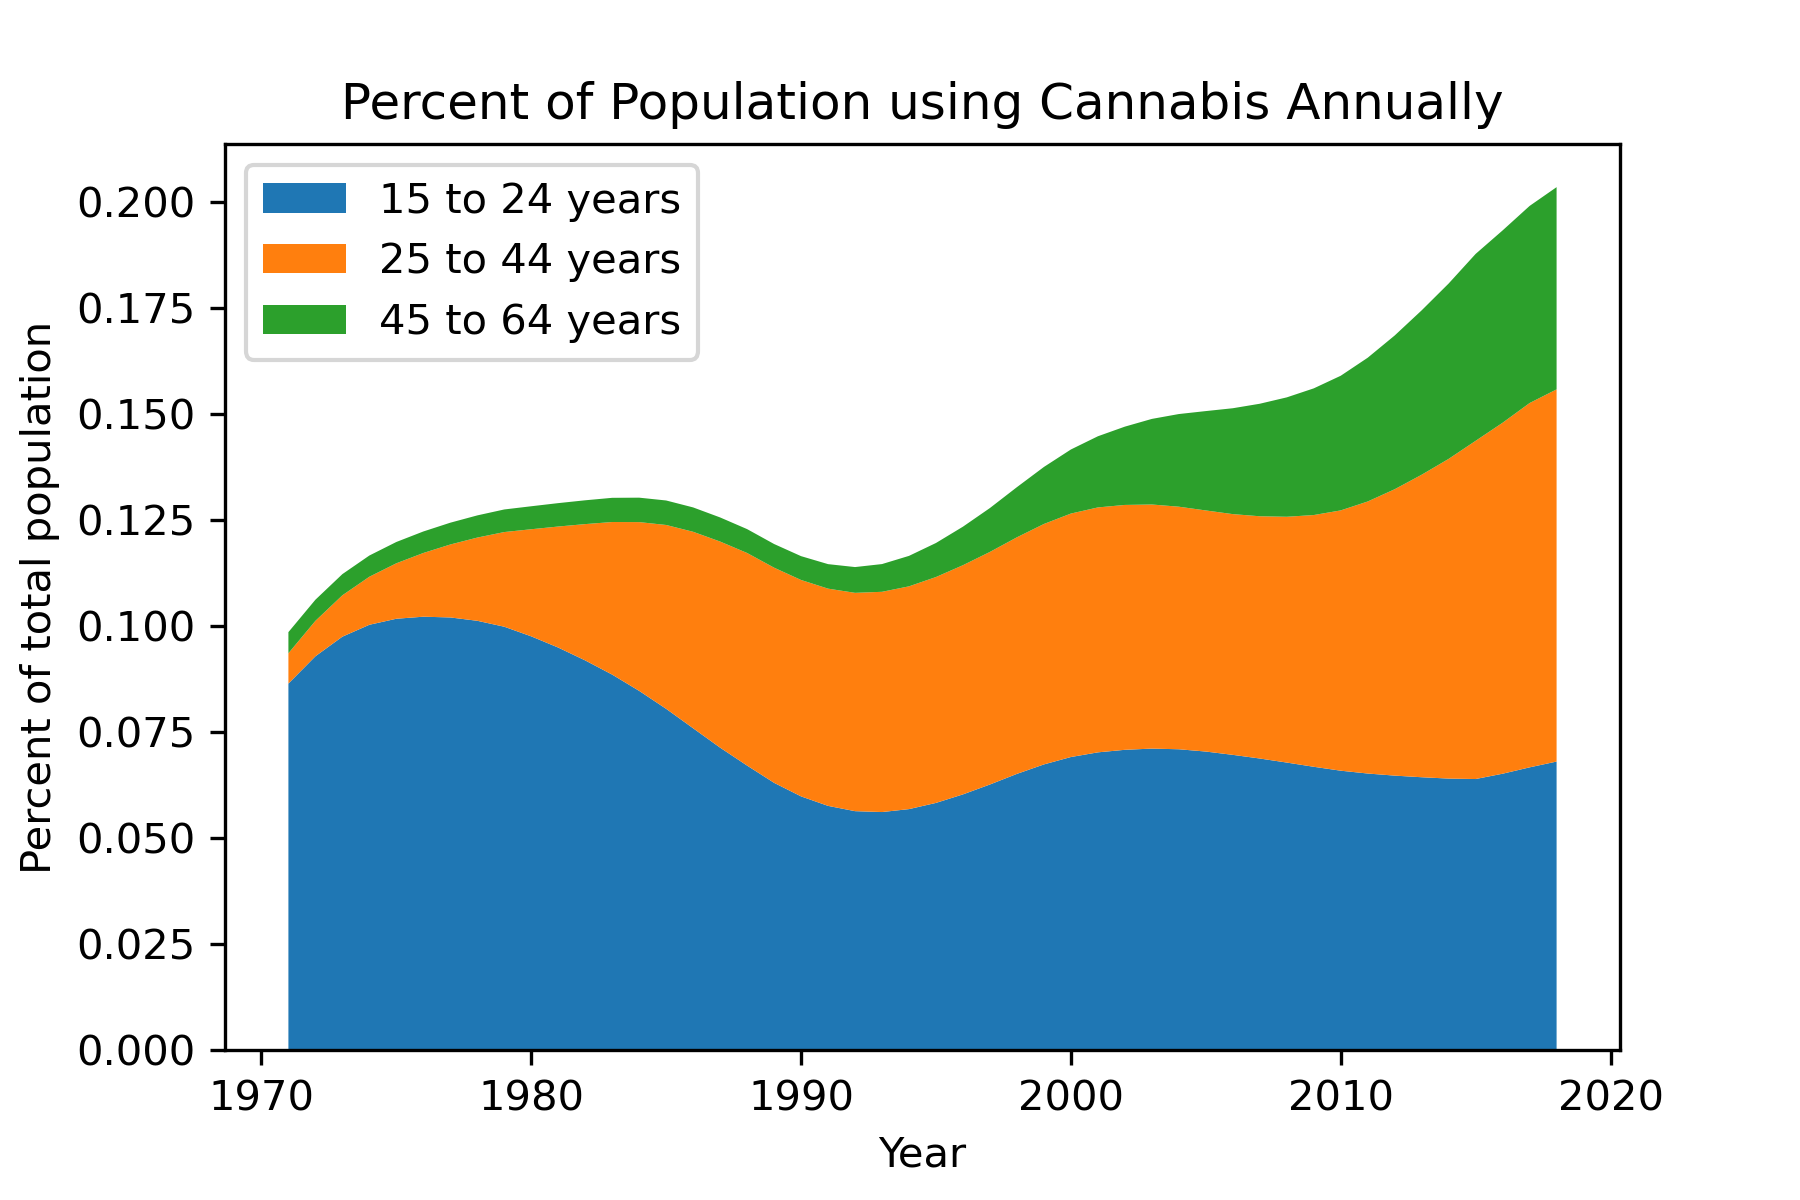 Percent of Population using Cannabis Annually
15 to 24 years
25 to 44 years
45 to 64 years
Percent of total population
0.200
0.175
0.150
0.125
0.100
0.075
0.050
0.025
0.000
1970 1980 1990 2000 2010 2020
Year